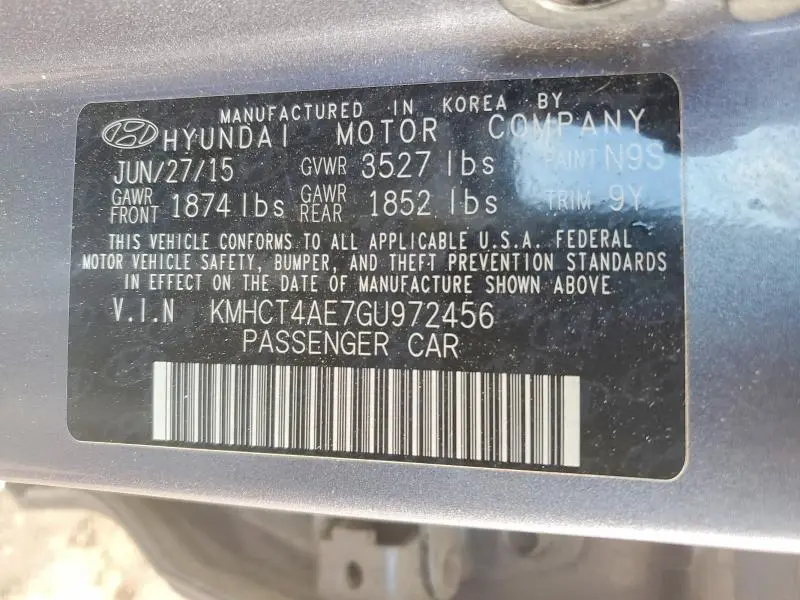 MANUFACTURED IN KOREA BY
HYUNDAI MOTOR COMPANY
JUN/27/15 GVWR 3527 lbs PAINT N9S
GAWR FRONT 1874 lbs GAWR REAR 1852 lbs TRIM 9Y
THIS VEHICLE CONFORMS TO ALL APPLICABLE U.S.A. FEDERAL
MOTOR VEHICLE SAFETY, BUMPER, AND THEFT PREVENTION STANDARDS
IN EFFECT ON THE DATE OF MANUFACTURE SHOWN ABOVE.
V.I.N KMHCT4AE7GU972456
PASSENGER CAR